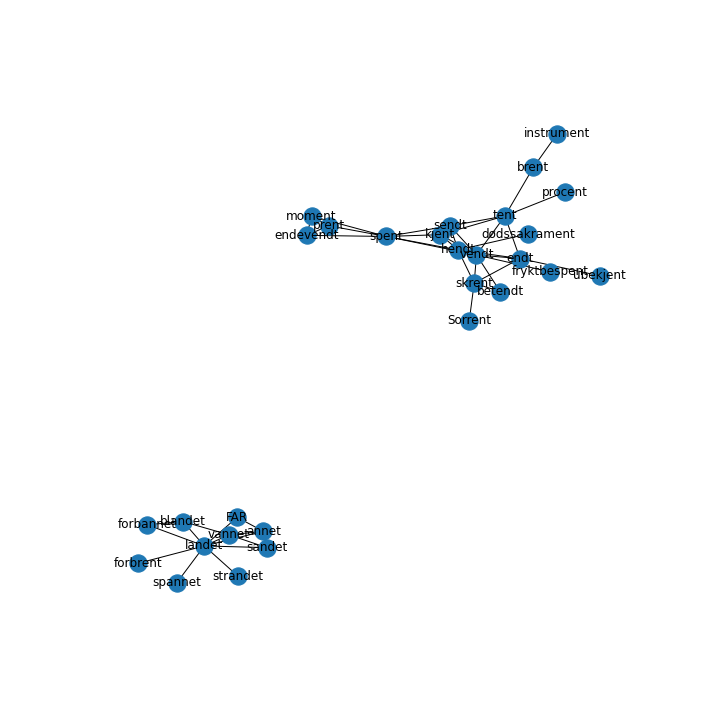 instrument
brent
procent
moment
tent
prent
sendt
endevendt
spent
kjent
dødssakrament
hendt
vendt
endt
fryktbespent
ubekjent
skrent
betendt
Sorrent
FAR
forbannet
blandet
vannet
annet
landet
sandet
forbrent
spannet
strandet